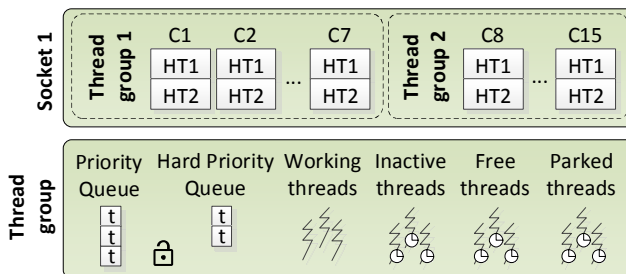 Socket 1
Thread group 1
C1 C2 C7
HT1 HT1 ... HT1
HT2 HT2 HT2
Thread group 2
C8 C15
HT1 ... HT1
HT2 HT2
Thread group
Priority Queue
t
t
t
Hard Priority Queue
t
t
Working threads
Inactive threads
Free threads
Parked threads